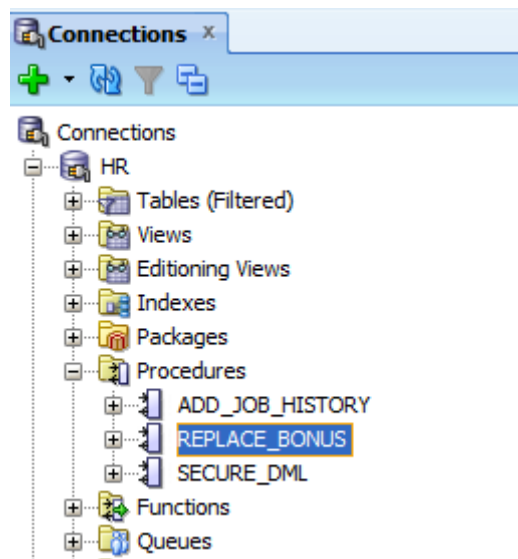 Connections x
Connections
HR
Tables (Filtered)
Views
Editioning Views
Indexes
Packages
Procedures
ADD_JOB_HISTORY
REPLACE_BONUS
SECURE_DML
Functions
Queues